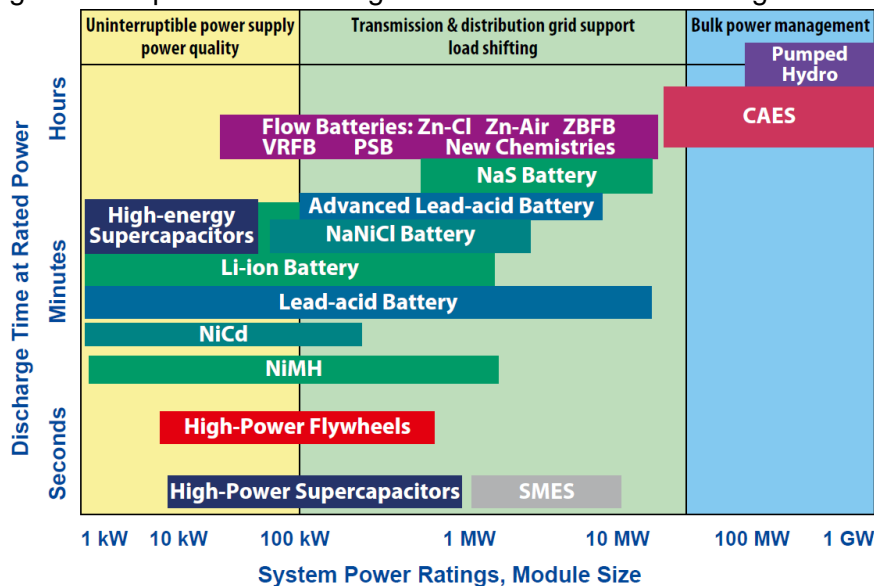 Uninterruptible power supply
power quality
Transmission & distribution grid support
load shifting
Bulk power management
Pumped
Hydro
CAES
Flow Batteries: Zn-Cl Zn-Air ZBFB
VRFB PSB New Chemistries
NaS Battery
Advanced Lead-acid Battery
High-energy
Supercapacitors
NaNiCl Battery
Li-ion Battery
Lead-acid Battery
NiCd
NiMH
High-Power Flywheels
High-Power Supercapacitors
SMES
Discharge Time at Rated Power
Hours
Minutes
Seconds
1 kW 10 kW 100 kW 1 MW 10 MW 100 MW 1 GW
System Power Ratings, Module Size